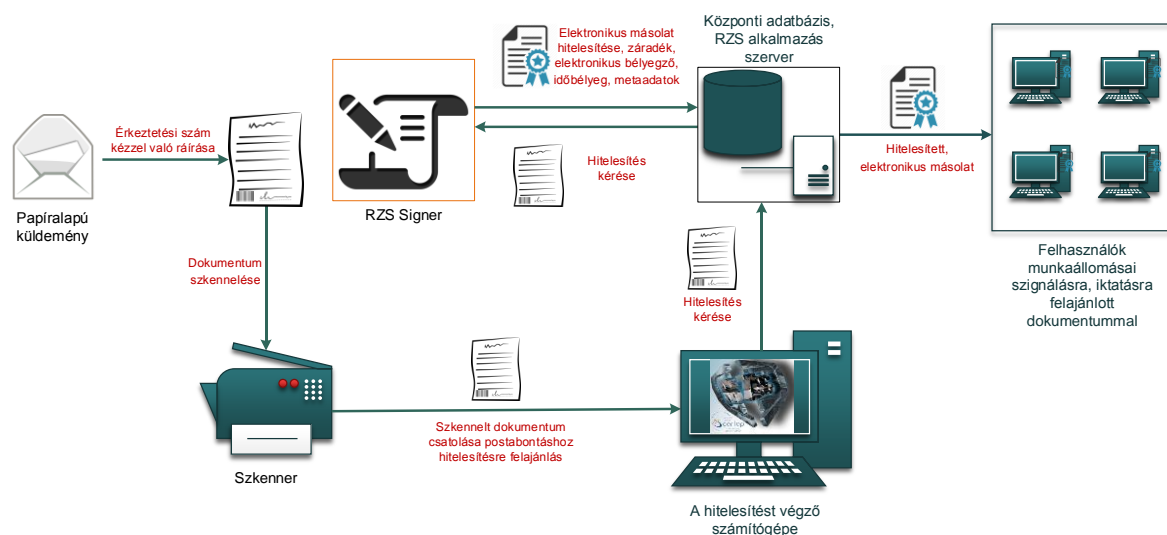 Központi adatbázis,
RZS alkalmazás
szerver
Elektronikus másolat
hitelesítése, záradék,
elektronikus bélyegző,
időbélyeg, metaadatok
Érkeztetési szám
kézzel való ráírása
Hitelesítés
kérése
Hitelesített,
elektronikus másolat
Papíralapú
küldemény
RZS Signer
Dokumentum
szkennelése
Hitelesítés
kérése
Felhasználók
munkaállomásai
szignálásra, iktatásra
felajánlott
dokumentummal
Szkennelt dokumentum
csatolása postabontáshoz
hitelesítésre felajánlás
Szkenner
A hitelesítést végző
számítógépe